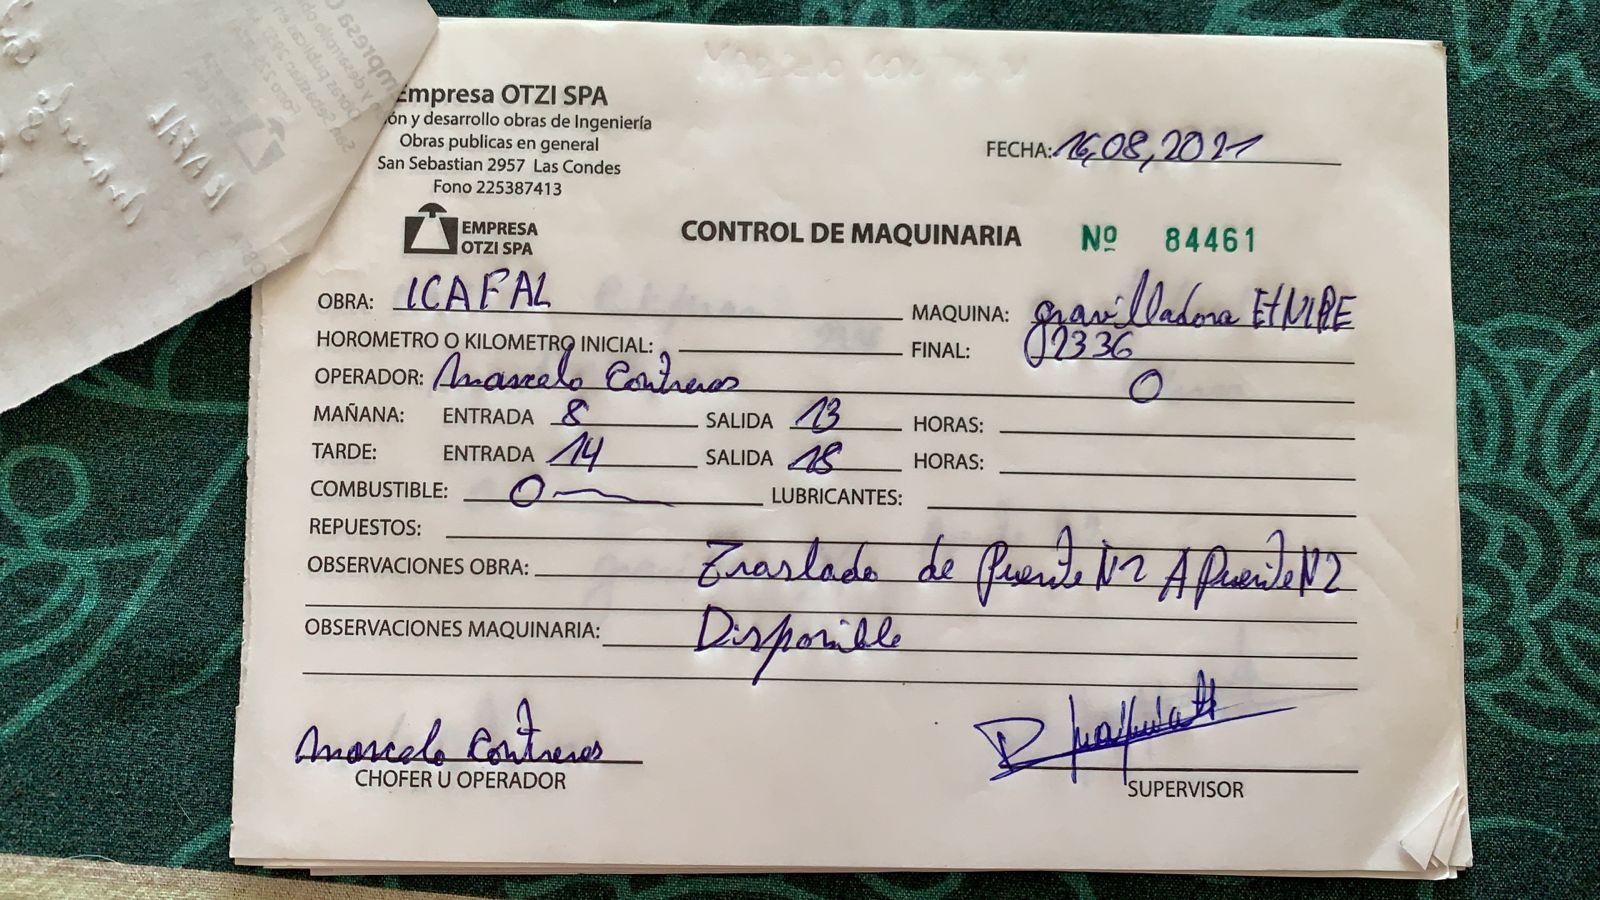 Empresa OTZI SPA
ón y desarrollo obras de Ingeniería
Obras publicas en general
San Sebastian 2957 Las Condes
Fono 225387413
FECHA: 16,08,2021
EMPRESA
OTZI SPA
CONTROL DE MAQUINARIA Nº 84461
OBRA: ICAFAL MAQUINA: gravilladora ETNYRE
HOROMETRO O KILOMETRO INICIAL: FINAL: 12336
OPERADOR: Marcelo Contreras 0
MAÑANA: ENTRADA 8 SALIDA 13 HORAS:
TARDE: ENTRADA 14 SALIDA 18 HORAS:
COMBUSTIBLE: 0 LUBRICANTES:
REPUESTOS:
OBSERVACIONES OBRA: Traslado de Puente N2 A Puente N2
OBSERVACIONES MAQUINARIA: Disponible
Marcelo Contreras
CHOFER U OPERADOR
SUPERVISOR